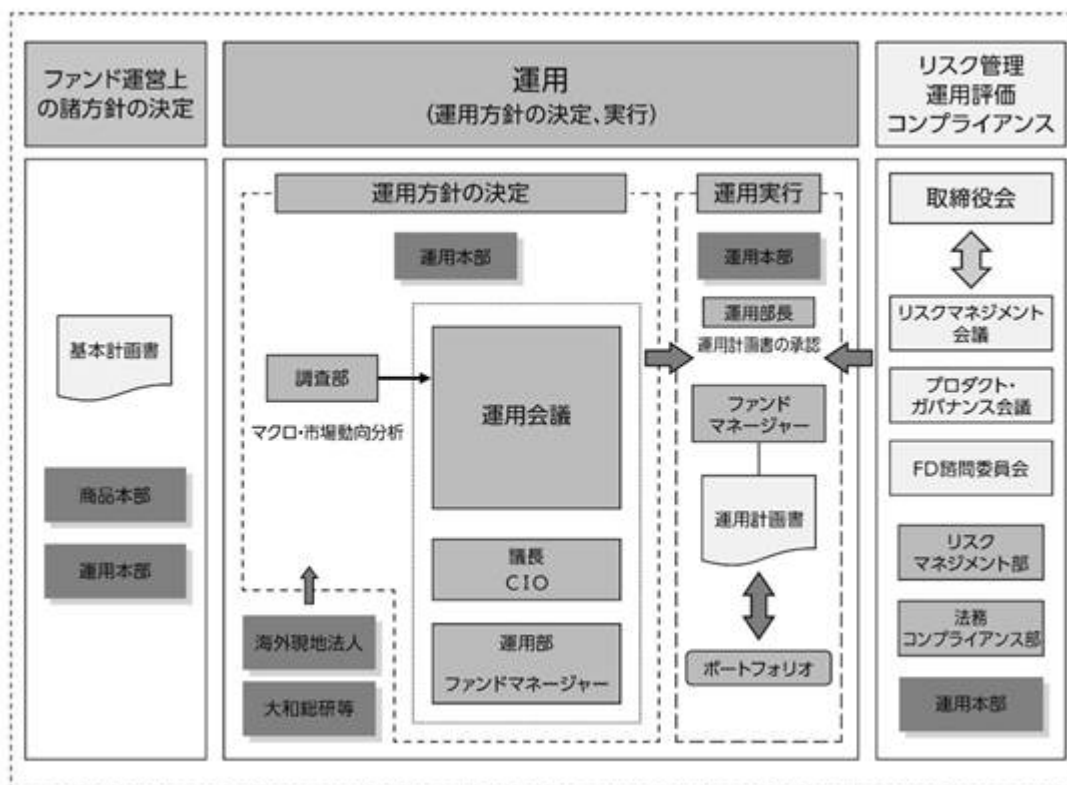 ファンド運営上
の諸方針の決定
運用
(運用方針の決定、実行)
リスク管理
運用評価
コンプライアンス
基本計画書
商品本部
運用本部
運用方針の決定
運用本部
調査部
マクロ・市場動向分析
運用会議
議長
CIO
運用部
ファンドマネージャー
海外現地法人
大和総研等
運用実行
運用本部
運用部長
運用計画書の承認
ファンド
マネージャー
運用計画書
ポートフォリオ
取締役会
リスクマネジメント
会議
プロダクト・
ガバナンス会議
FD諮問委員会
リスク
マネジメント部
法務
コンプライアンス部
運用本部